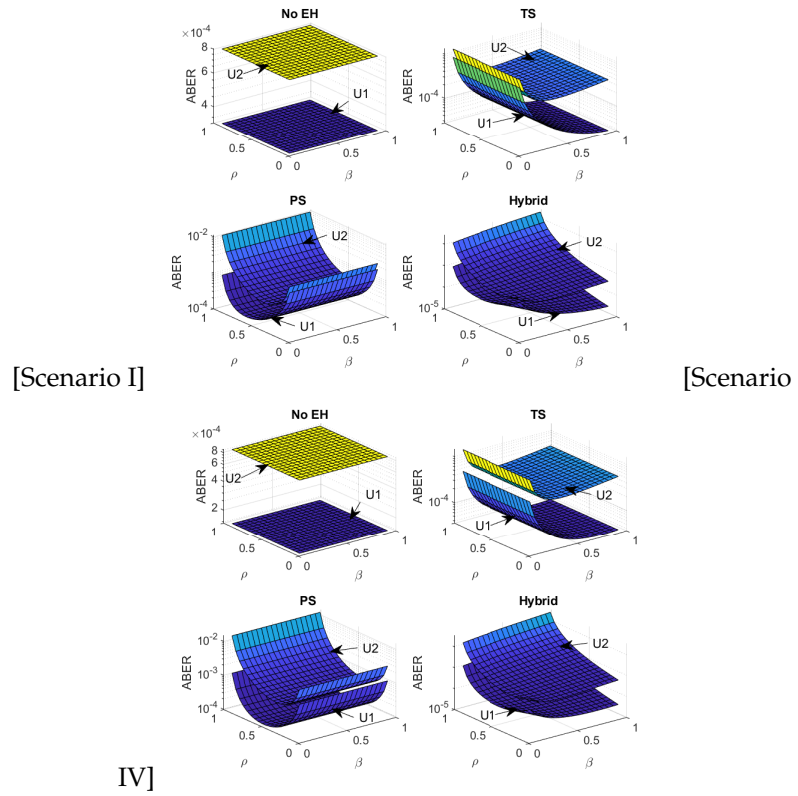 No EH
×10⁻⁴
8
6
4
ABER
U2
U1
1
0.5
0
ρ
0
0.5
1
β
TS
10⁻⁴
ABER
U2
U1
1
0.5
0
ρ
0
0.5
1
β
PS
10⁻²
10⁻⁴
ABER
U2
U1
1
0.5
0
ρ
0
0.5
1
β
Hybrid
10⁻⁵
ABER
U2
U1
1
0.5
0
ρ
0
0.5
1
β
[Scenario I]
[Scenario
No EH
×10⁻⁴
8
6
4
2
ABER
U2
U1
1
0.5
0
ρ
0
0.5
1
β
TS
10⁻⁴
ABER
U2
U1
1
0.5
0
ρ
0
0.5
1
β
PS
10⁻²
10⁻³
10⁻⁴
ABER
U2
U1
1
0.5
0
ρ
0
0.5
1
β
Hybrid
10⁻⁵
ABER
U2
U1
1
0.5
0
ρ
0
0.5
1
β
IV]